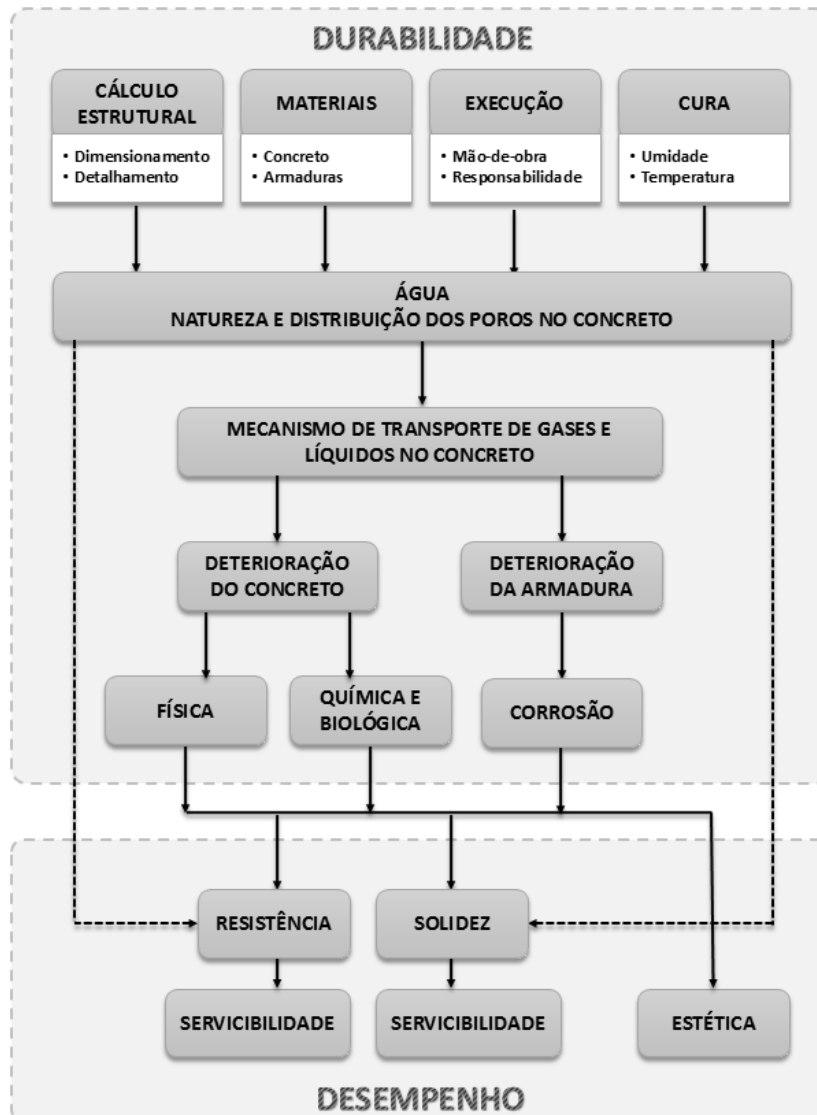 DURABILIDADE
CÁLCULO
ESTRUTURAL
• Dimensionamento
• Detalhamento
MATERIAIS
• Concreto
• Armaduras
EXECUÇÃO
• Mão-de-obra
• Responsabilidade
CURA
• Umidade
• Temperatura
ÁGUA
NATUREZA E DISTRIBUIÇÃO DOS POROS NO CONCRETO
MECANISMO DE TRANSPORTE DE GASES E
LÍQUIDOS NO CONCRETO
DETERIORAÇÃO
DO CONCRETO
DETERIORAÇÃO
DA ARMADURA
FÍSICA
QUÍMICA E
BIOLÓGICA
CORROSÃO
RESISTÊNCIA
SOLIDEZ
SERVICIBILIDADE
SERVICIBILIDADE
ESTÉTICA
DESEMPENHO